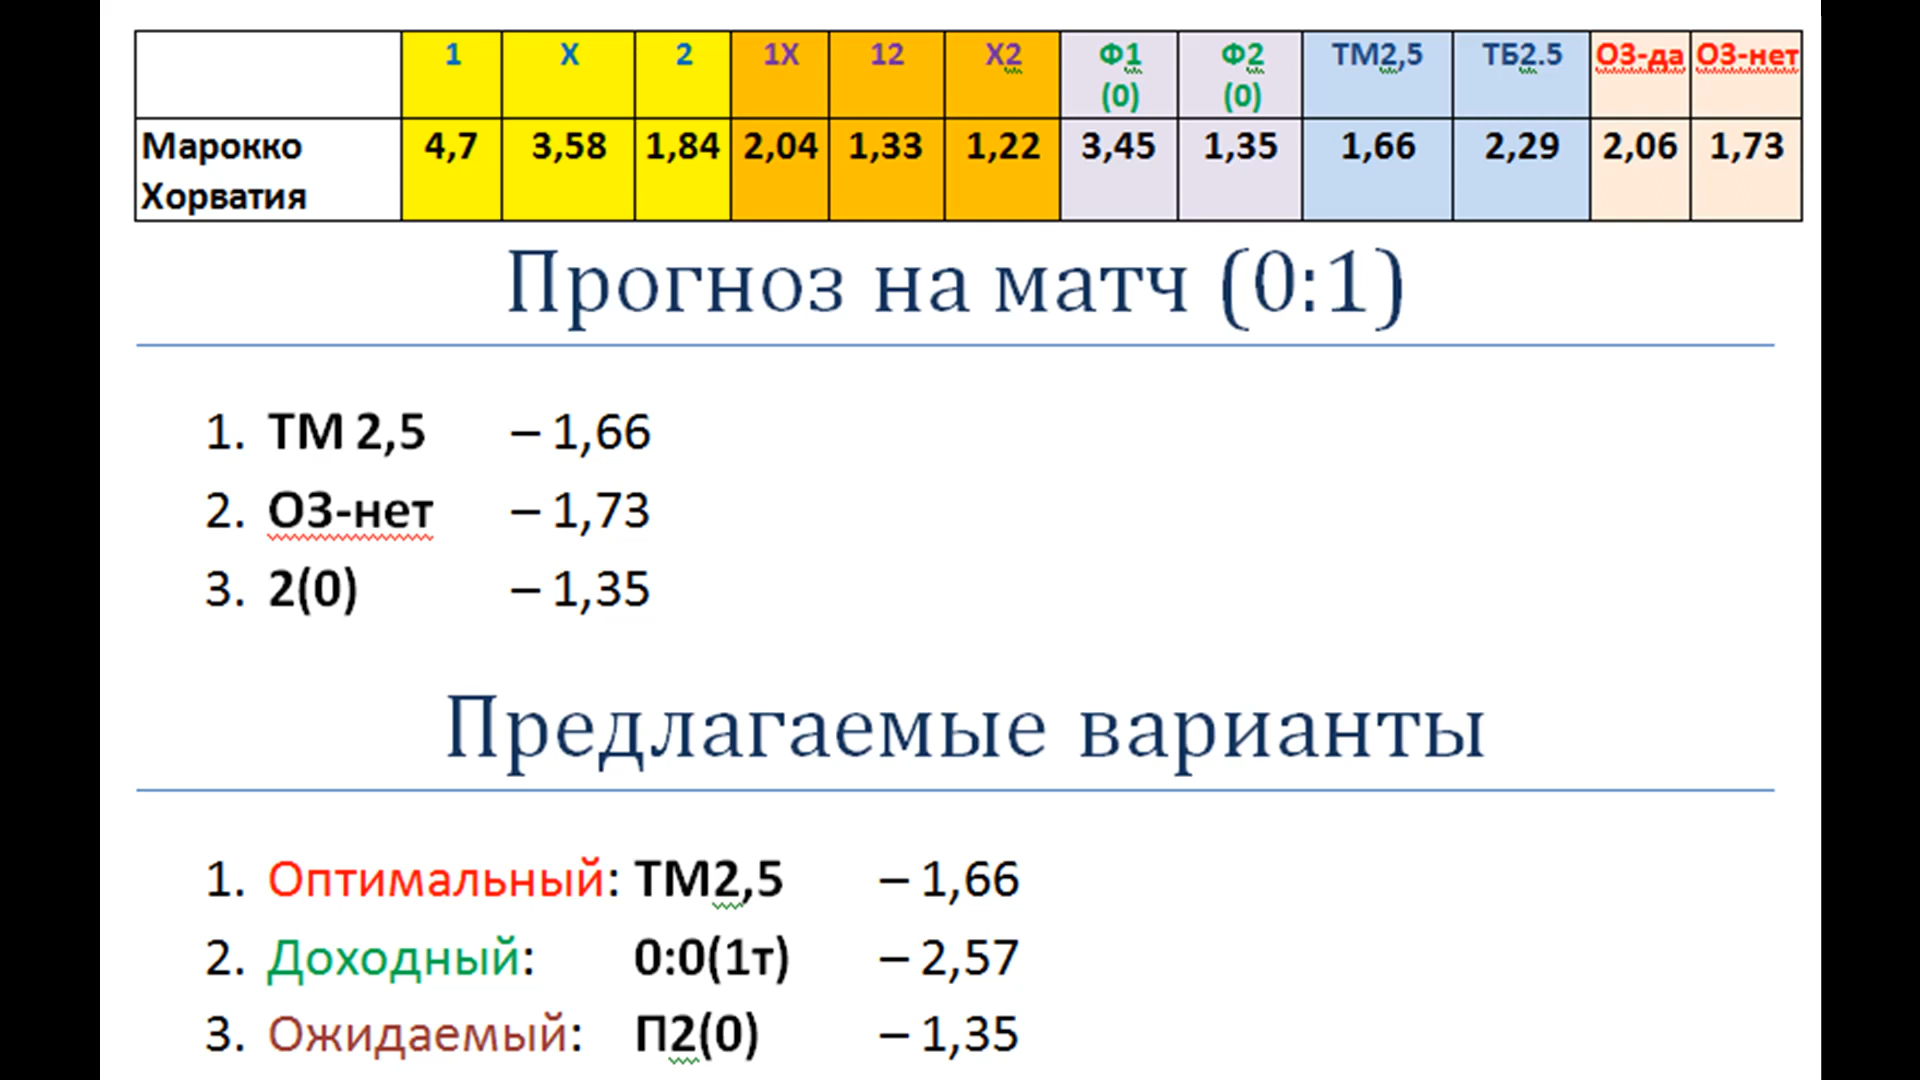 1 X 2 1X 12 X2 Ф1 Ф2 ТМ2,5 ТБ2.5 ОЗ-да ОЗ-нет
(0) (0)
Марокко 4,7 3,58 1,84 2,04 1,33 1,22 3,45 1,35 1,66 2,29 2,06 1,73
Хорватия
Прогноз на матч (0:1)
1. ТМ 2,5 – 1,66
2. ОЗ-нет – 1,73
3. 2(0) – 1,35
Предлагаемые варианты
1. Оптимальный: ТМ2,5 – 1,66
2. Доходный: 0:0(1т) – 2,57
3. Ожидаемый: П2(0) – 1,35